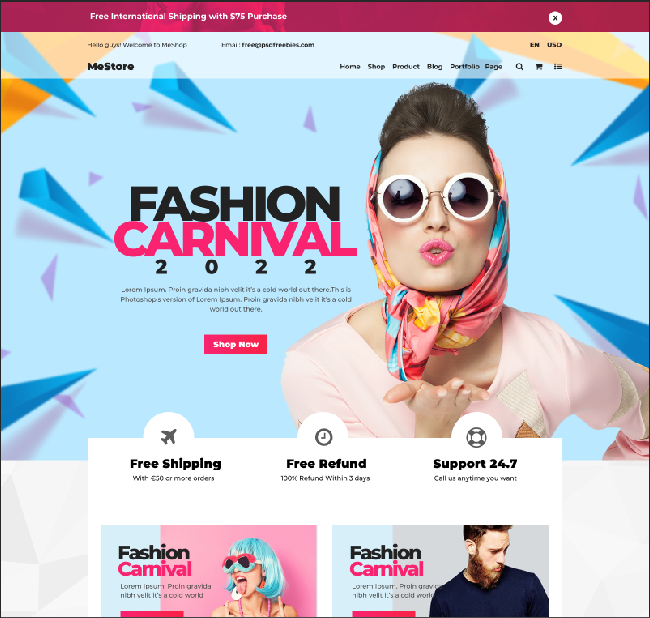 Free International Shipping with $75 Purchase
x
Hello guys! Welcome to MeShop
Email: free@psdfreebies.com
EN USD
MeStore
Home Shop Product Blog Portfolio Page
FASHION
CARNIVAL
2 0 2 2
Lorem Ipsum. Proin gravida nibh velit it's a cold world out there.This is
Photoshop's version of Lorem Ipsum. Proin gravida nibh velit it's a cold
world out there.
Shop Now
Free Shipping
Free Refund
Support 24.7
With €50 or more orders
100% Refund Within 3 days
Call us anytime you want
Fashion
Carnival
Lorem Ipsum. Proin gravida
nibh velit it's a cold world
Fashion
Carnival
Lorem Ipsum. Proin gravida
nibh velit it's a cold world